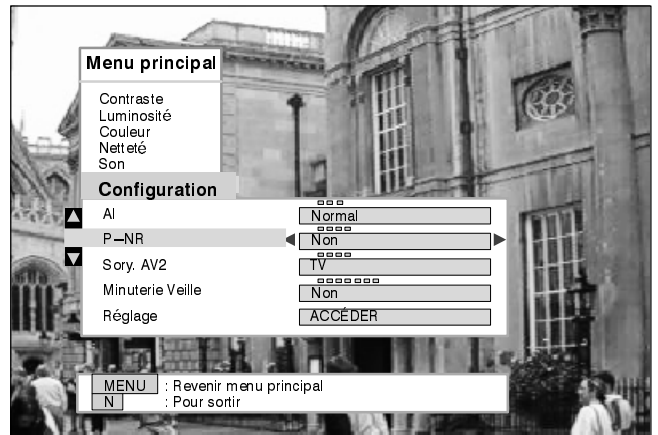 Menu principal
Contraste
Luminosité
Couleur
Netteté
Son
Configuration
AI Normal
P–NR Non
Sory. AV2 TV
Minuterie Veille Non
Réglage ACCÉDER
MENU : Revenir menu principal
N : Pour sortir